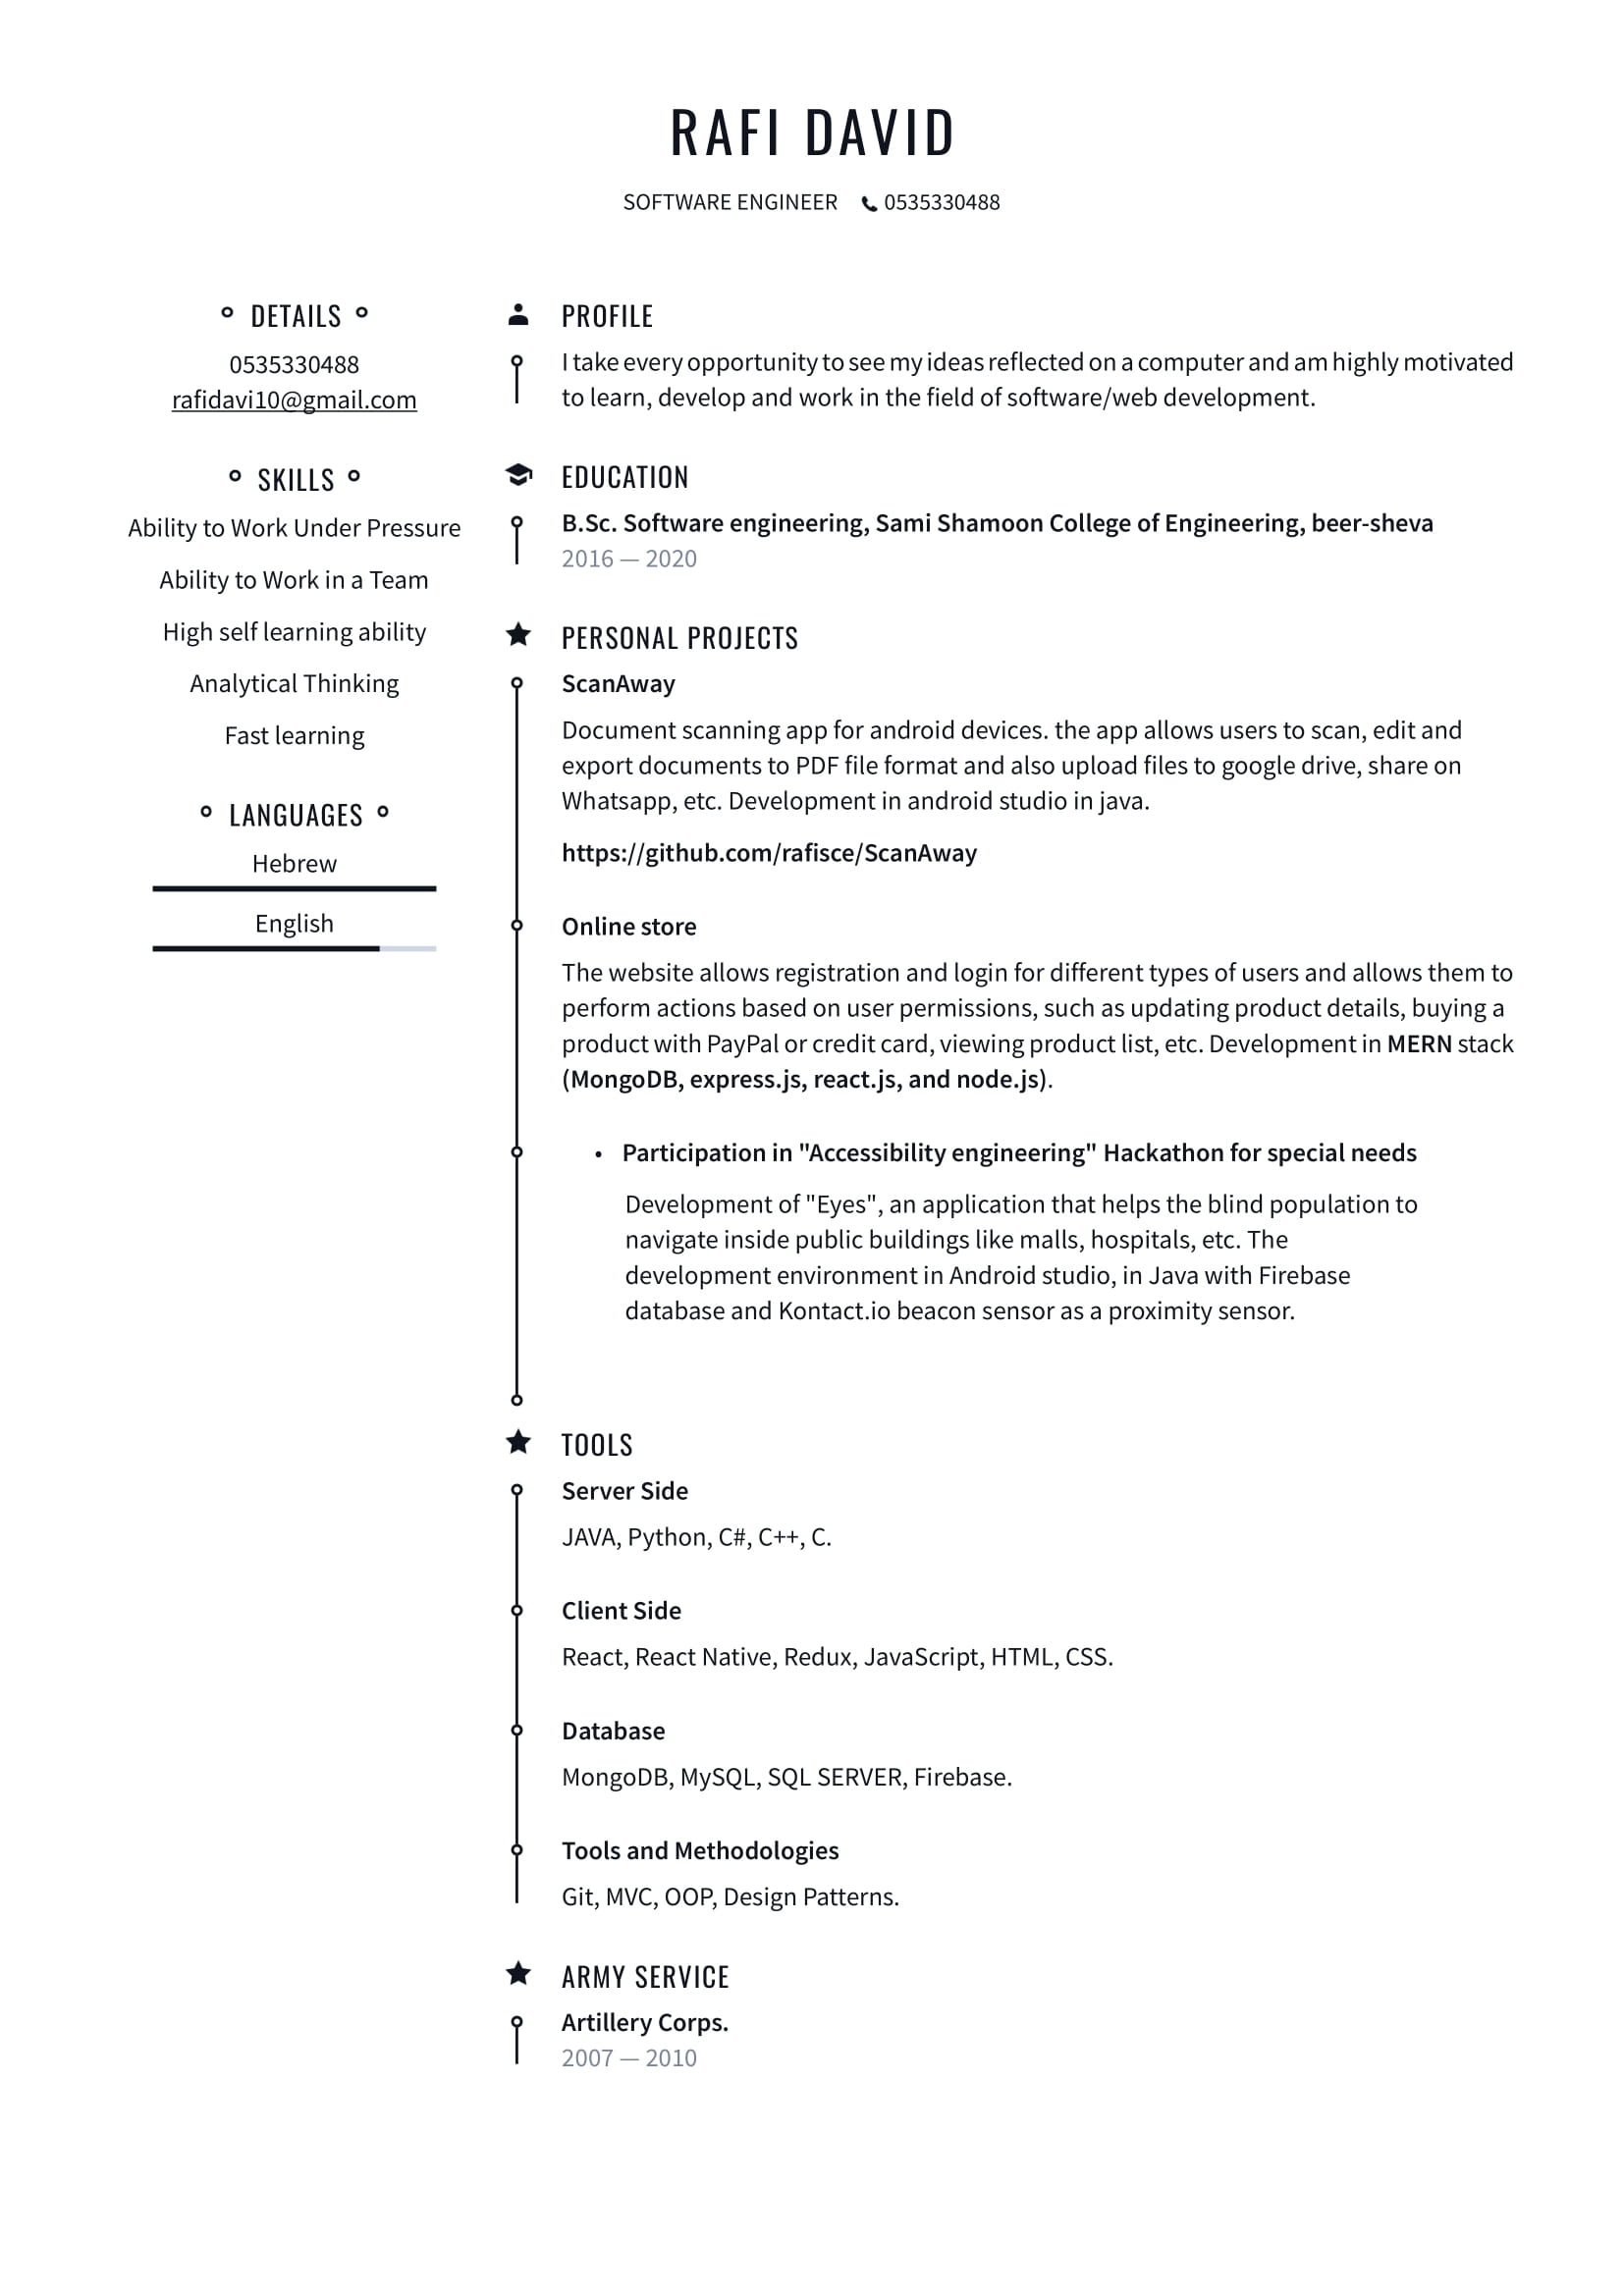 RAFI DAVID
SOFTWARE ENGINEER 0535330488
DETAILS
0535330488
rafidavi10@gmail.com
SKILLS
Ability to Work Under Pressure
Ability to Work in a Team
High self learning ability
Analytical Thinking
Fast learning
LANGUAGES
Hebrew
English
PROFILE
I take every opportunity to see my ideas reflected on a computer and am highly motivated
to learn, develop and work in the field of software/web development.
EDUCATION
B.Sc. Software engineering, Sami Shamoon College of Engineering, beer-sheva
2016 — 2020
PERSONAL PROJECTS
ScanAway
Document scanning app for android devices. the app allows users to scan, edit and
export documents to PDF file format and also upload files to google drive, share on
Whatsapp, etc. Development in android studio in java.
https://github.com/rafisce/ScanAway
Online store
The website allows registration and login for different types of users and allows them to
perform actions based on user permissions, such as updating product details, buying a
product with PayPal or credit card, viewing product list, etc. Development in MERN stack
(MongoDB, express.js, react.js, and node.js).
• Participation in "Accessibility engineering" Hackathon for special needs
Development of "Eyes", an application that helps the blind population to
navigate inside public buildings like malls, hospitals, etc. The
development environment in Android studio, in Java with Firebase
database and Kontact.io beacon sensor as a proximity sensor.
TOOLS
Server Side
JAVA, Python, C#, C++, C.
Client Side
React, React Native, Redux, JavaScript, HTML, CSS.
Database
MongoDB, MySQL, SQL SERVER, Firebase.
Tools and Methodologies
Git, MVC, OOP, Design Patterns.
ARMY SERVICE
Artillery Corps.
2007 — 2010